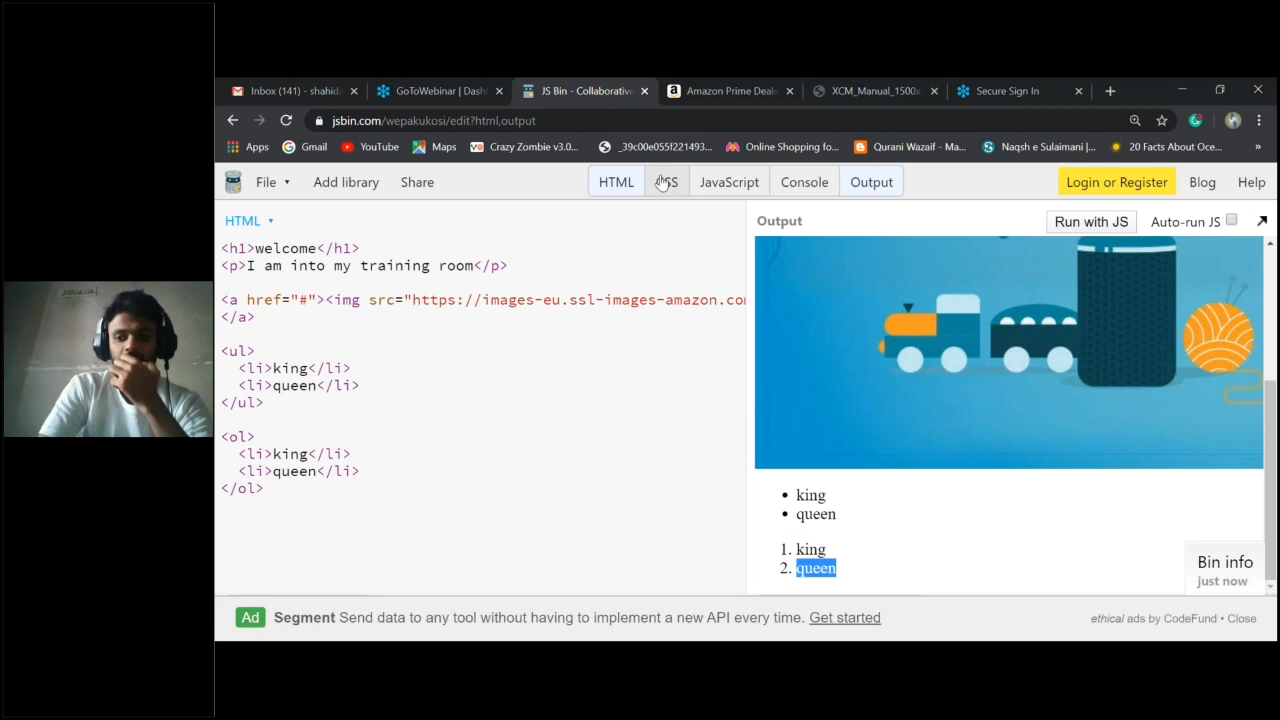 Inbox (141) - shahida
GoToWebinar | Dash
JS Bin - Collaborative
Amazon Prime Deals
XCM_Manual_1500x
Secure Sign In
jsbin.com/wepakukosi/edit?html,output
Apps
Gmail
YouTube
Maps
Crazy Zombie v3.0...
_39c00e055f221493...
Online Shopping fo...
Qurani Wazaif - Ma...
Naqsh e Sulaimani |...
20 Facts About Oce...
»
File
Add library
Share
HTML
JavaScript
Console
Output
Login or Register
Blog
Help
HTML
Output
Run with JS
Auto-run JS
<h1>welcome</h1>
<p>I am into my training room</p>
<a href="#"><img src="https://images-eu.ssl-images-amazon.com
</a>
<ul>
<li>king</li>
<li>queen</li>
</ul>
<ol>
<li>king</li>
<li>queen</li>
</ol>
• king
• queen
1. king
2. queen
Bin info
just now
Ad Segment Send data to any tool without having to implement a new API every time. Get started
ethical ads by CodeFund • Close